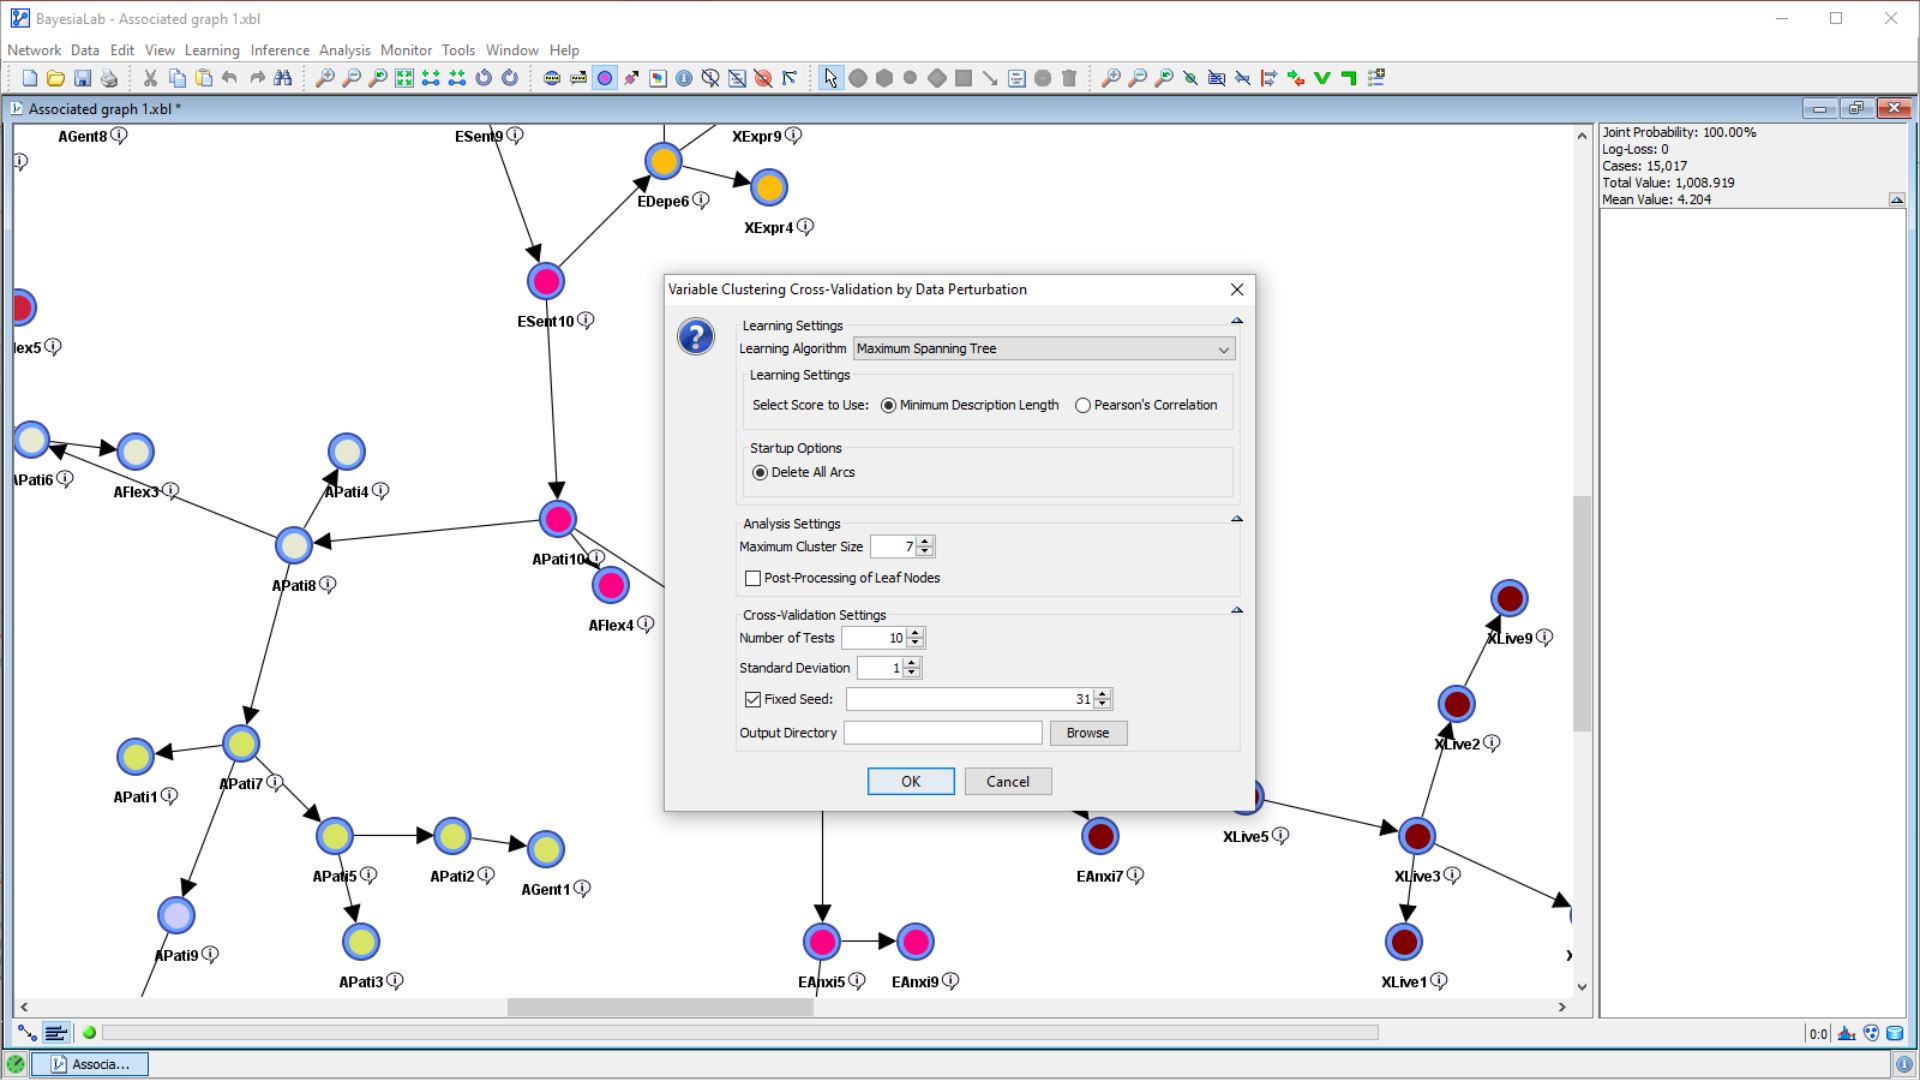 BayesiaLab - Associated graph 1.xbl
Network Data Edit View Learning Inference Analysis Monitor Tools Window Help
Associated graph 1.xbl *
AGent8
ESent9
XExpr9
EDepe6
XExpr4
ESent10
lex5
APati6
AFlex3
APati4
APati10
APati8
AFlex4
APati7
APati1
APati5
APati2
AGent1
APati9
APati3
EAnxi5
EAnxi9
EAnxi7
XLive5
XLive3
XLive1
XLive2
XLive9
Joint Probability: 100.00%
Log-Loss: 0
Cases: 15,017
Total Value: 1,008.919
Mean Value: 4.204
Variable Clustering Cross-Validation by Data Perturbation
Learning Settings
Learning Algorithm Maximum Spanning Tree
Learning Settings
Select Score to Use: Minimum Description Length Pearson's Correlation
Startup Options
Delete All Arcs
Analysis Settings
Maximum Cluster Size 7
Post-Processing of Leaf Nodes
Cross-Validation Settings
Number of Tests 10
Standard Deviation 1
Fixed Seed: 31
Output Directory Browse
OK Cancel
0:0
Associa...